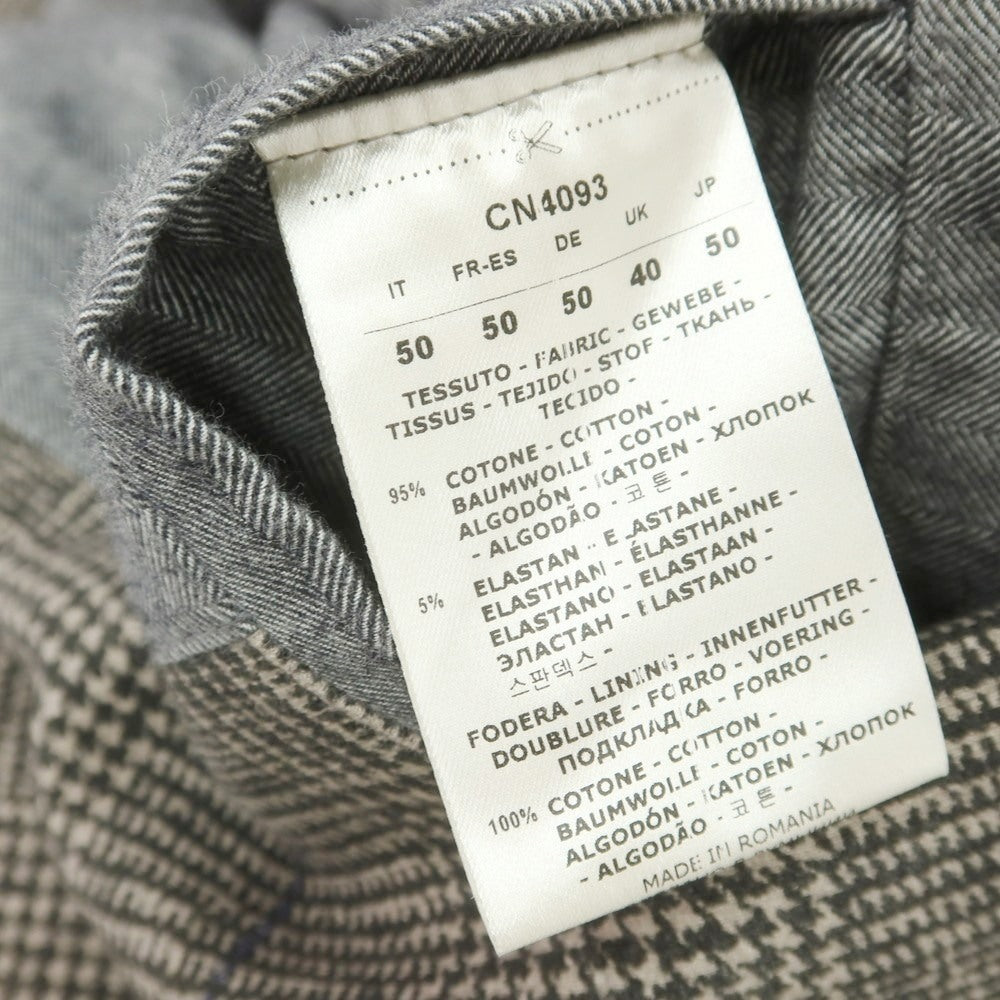 CN4093
IT FR-ES DE UK JP
50 50 50 40 50
TESSUTO - FABRIC - GEWEBE -
TISSUS - TEJIDO - STOF - ТКАНЬ -
TECIDO -
95% COTONE - COTTON -
BAUMWOLLE - COTON -
ALGODÓN - KATOEN - ХЛОПОК
- ALGODÃO - 코튼 -
5% ELASTAN - ELASTANE -
ELASTHAN - ÉLASTHANNE -
ELASTANO - ELASTAAN -
ЭЛАСТАН - ELASTANO -
스판덱스 -
FODERA - LINING - INNENFUTTER -
DOUBLURE - FORRO - VOERING -
ПОДКЛАДКА - FORRO -
100% COTONE - COTTON -
BAUMWOLLE - COTON -
ALGODÓN - KATOEN - ХЛОПОК
- ALGODÃO - 코튼 -
MADE IN ROMANIA